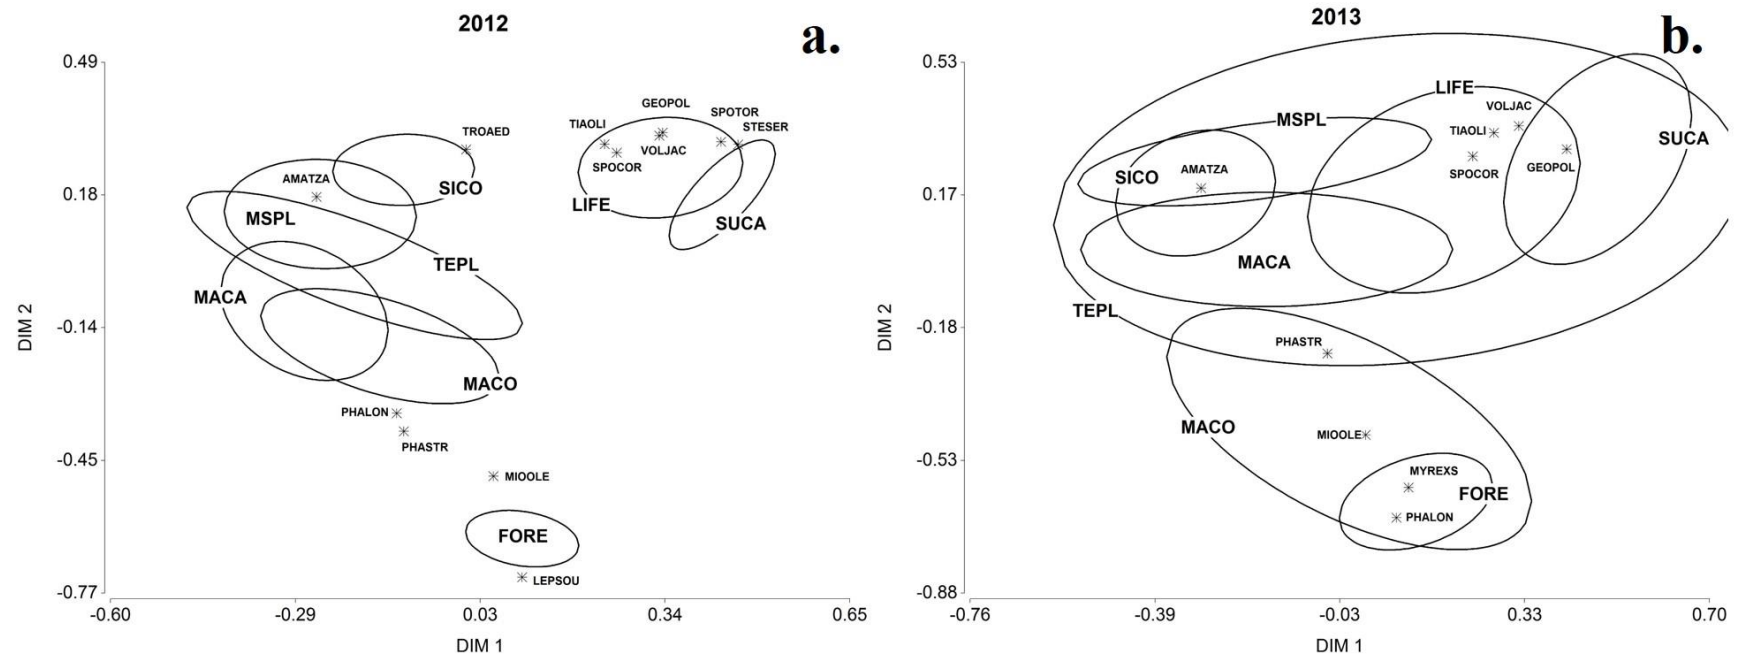 2012
a.
0.49
0.18
-0.14
-0.45
-0.77
DIM 2
-0.60
-0.29
0.03
0.34
0.65
DIM 1
TROAED
SICO
AMATZA
MSPL
TEPL
MACA
MACO
PHALON
PHASTR
MIOOLE
FORE
LEPSOU
GEOPOL
SPOTOR
TIAOLI
STESER
VOLJAC
SPOCOR
LIFE
SUCA
2013
b.
0.53
0.17
-0.18
-0.53
-0.88
DIM 2
-0.76
-0.39
-0.03
0.33
0.70
DIM 1
LIFE
VOLJAC
MSPL
TIAOLI
SUCA
SPOCOR
GEOPOL
AMATZA
SICO
MACA
TEPL
PHASTR
MACO
MIOOLE
MYREXS
FORE
PHALON